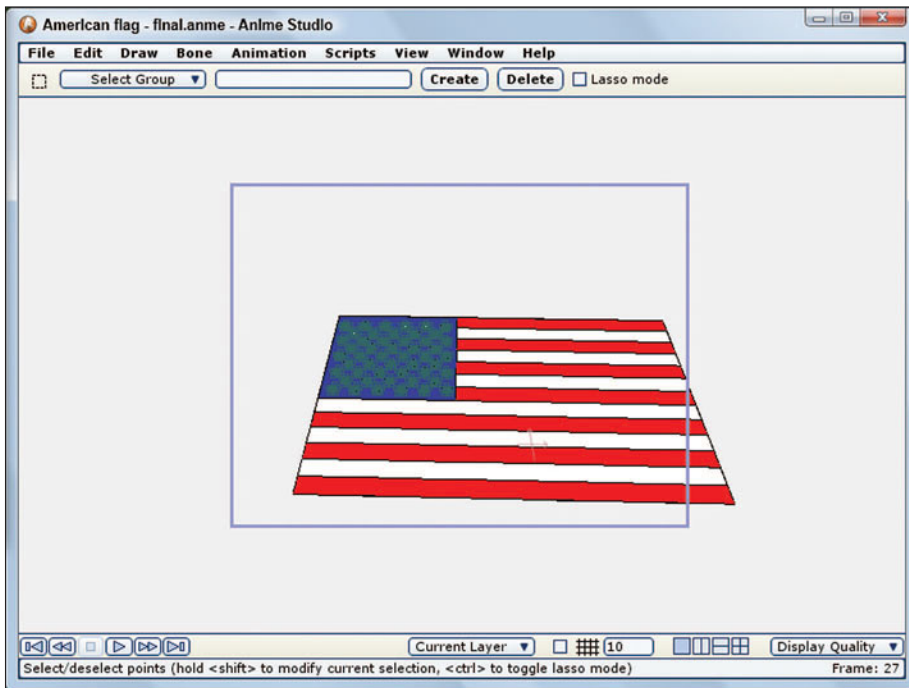 American flag - final.anme - Anime Studio
File Edit Draw Bone Animation Scripts View Window Help
Select Group Create Delete Lasso mode
Current Layer 10 Display Quality
Select/deselect points (hold <shift> to modify current selection, <ctrl> to toggle lasso mode) Frame: 27